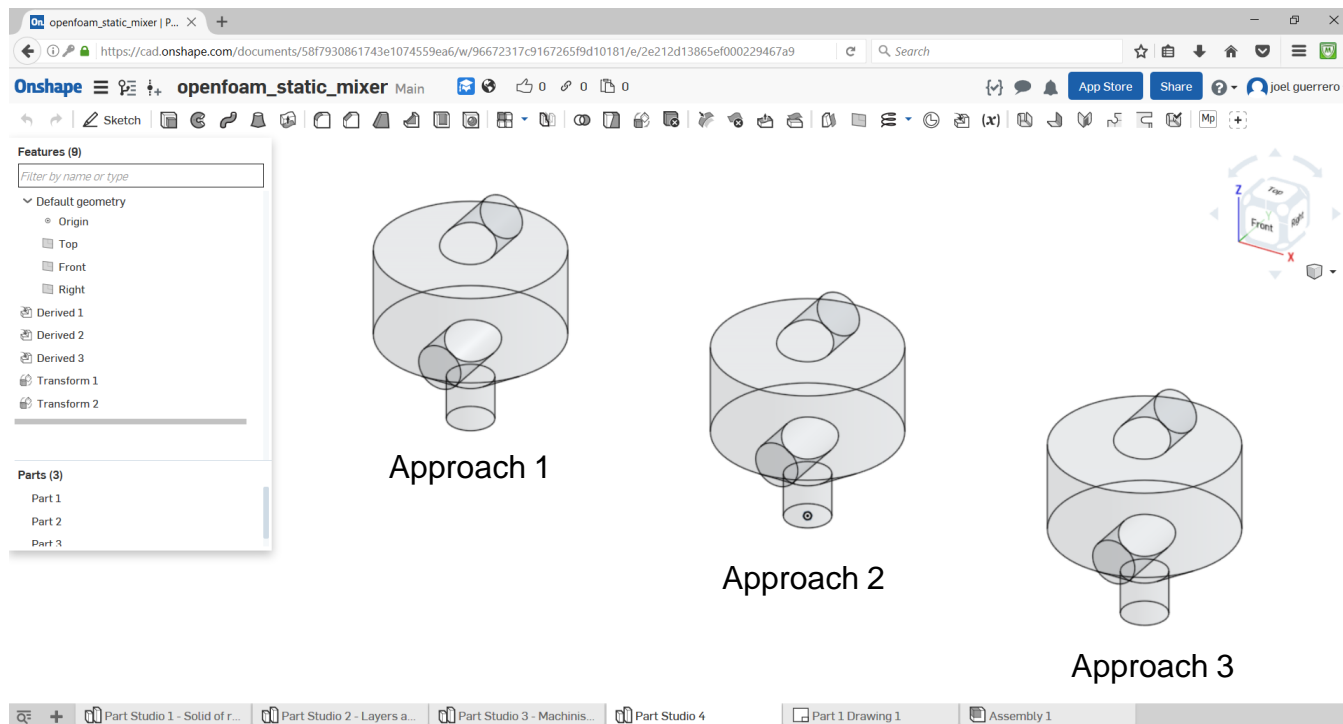 On openfoam_static_mixer | P... × +
https://cad.onshape.com/documents/58f7930861743e1074559ea6/w/96672317c9167265f9d10181/e/2e212d13865ef000229467a9 Search
Onshape openfoam_static_mixer Main 0 0 0 App Store Share ? joel guerrero
Sketch (x) Mp
Features (9)
Filter by name or type
Default geometry
Origin
Top
Front
Right
Derived 1
Derived 2
Derived 3
Transform 1
Transform 2
Z
Top
Y
Front
Right
X
Approach 1
Approach 2
Approach 3
Parts (3)
Part 1
Part 2
Part 3
Part Studio 1 - Solid of r... Part Studio 2 - Layers a... Part Studio 3 - Machinis... Part Studio 4 Part 1 Drawing 1 Assembly 1